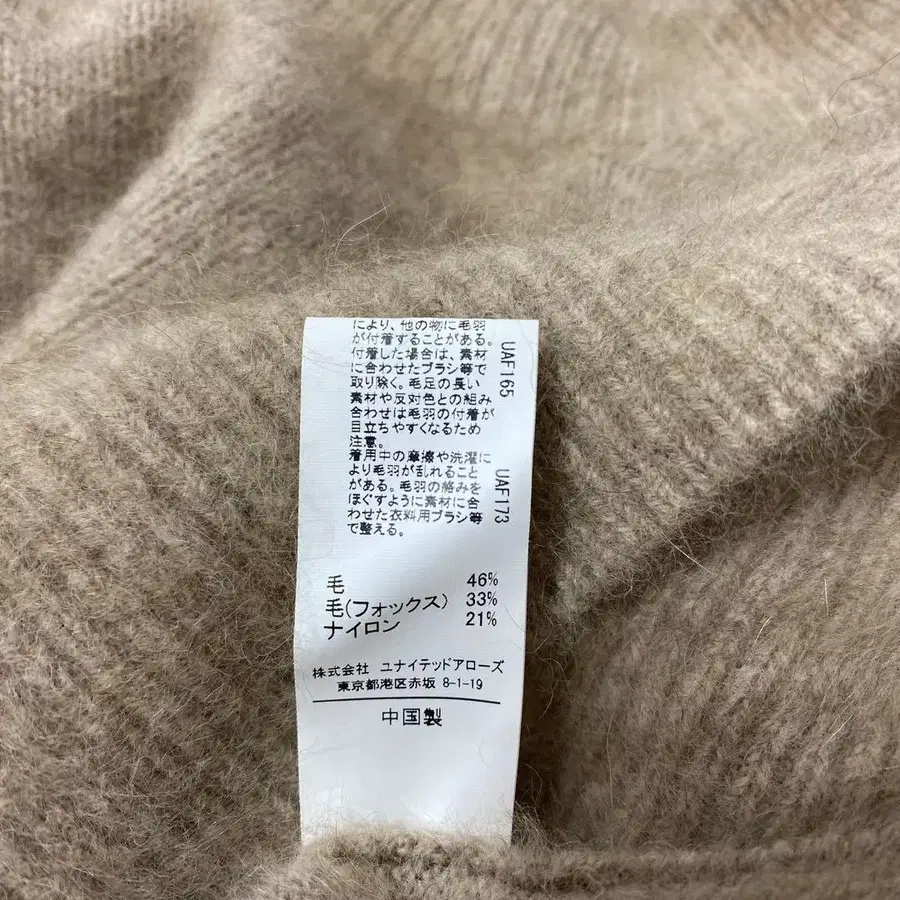 により、他の物に毛羽
が付着することがある。
付着した場合は、素材
に合わせたブラシ等で
取り除く。毛足の長い
素材や反対色との組み
合わせは毛羽の付着が
目立ちやすくなるため
注意。
UAF165
着用中の摩擦や洗濯に
より毛羽が乱れること
がある。毛羽の絡みを
ほぐすように素材に合
わせた衣料用ブラシ等
で整える。
UAF173
毛 46%
毛(フォックス) 33%
ナイロン 21%
株式会社 ユナイテッドアローズ
東京都港区赤坂 8-1-19
中国製